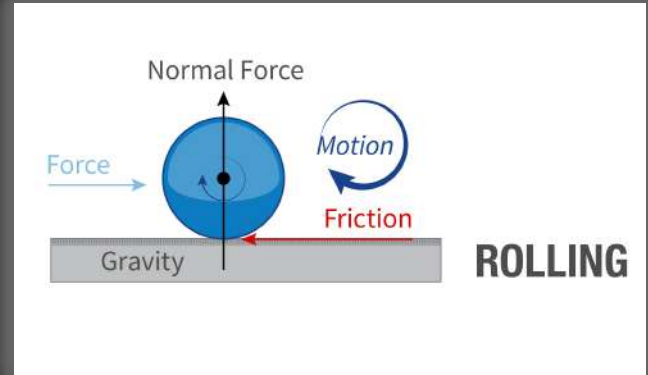 Normal Force
Motion
Force
Friction
Gravity
ROLLING